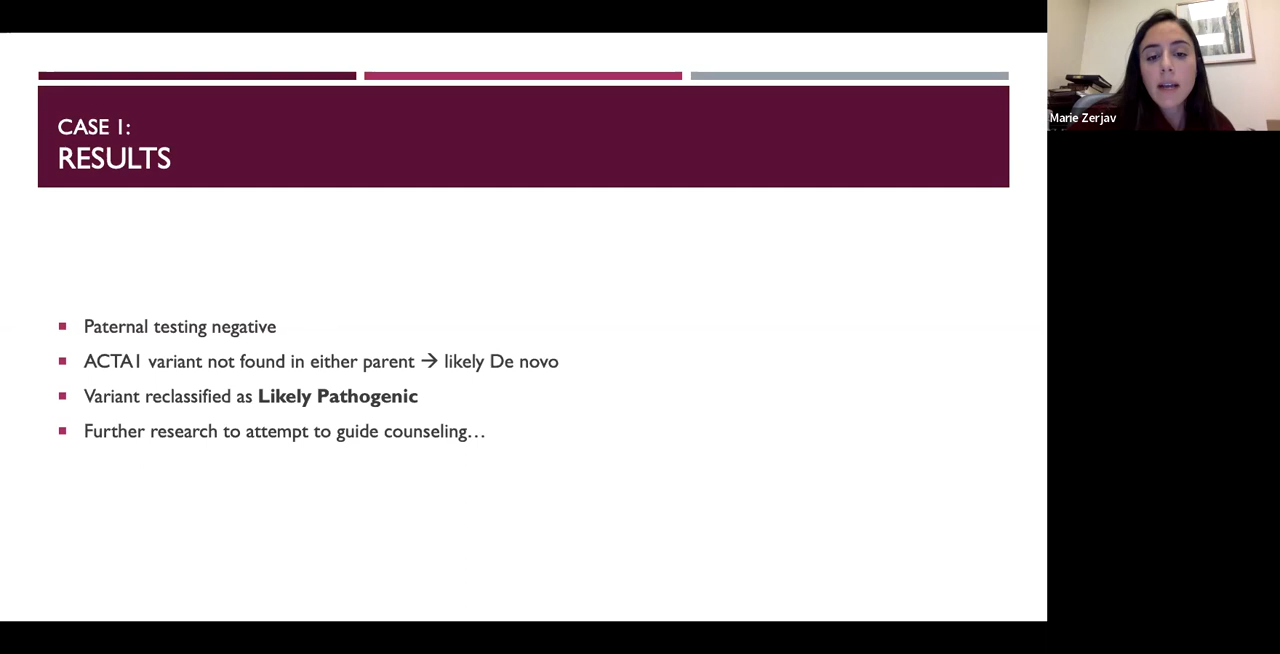 CASE 1:
RESULTS
Marie Zerjav
▪ Paternal testing negative
▪ ACTA1 variant not found in either parent → likely De novo
▪ Variant reclassified as Likely Pathogenic
▪ Further research to attempt to guide counseling…